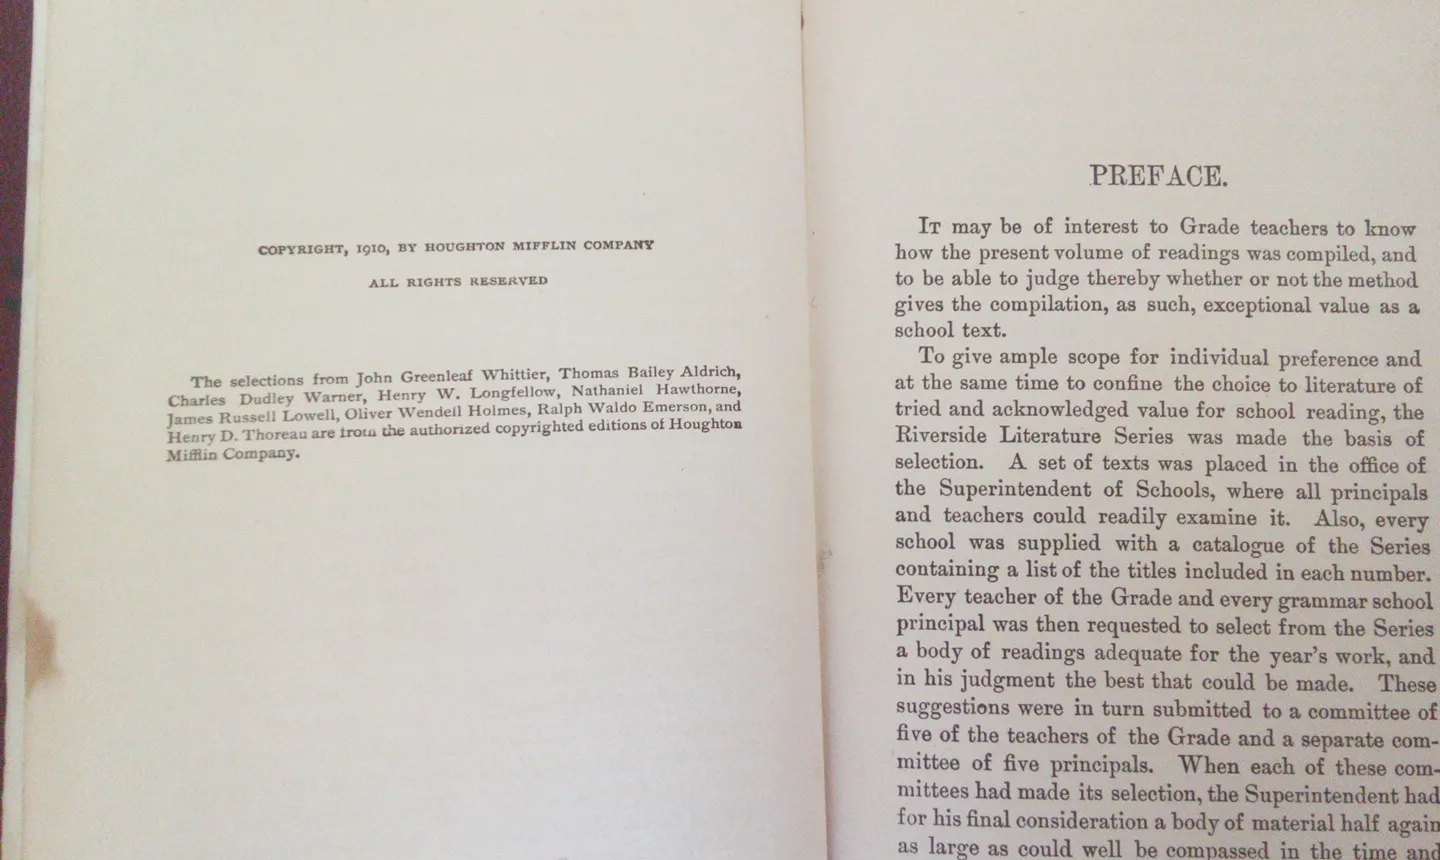 COPYRIGHT, 1910, BY HOUGHTON MIFFLIN COMPANY
ALL RIGHTS RESERVED
The selections from John Greenleaf Whittier, Thomas Bailey Aldrich,
Charles Dudley Warner, Henry W. Longfellow, Nathaniel Hawthorne,
James Russell Lowell, Oliver Wendell Holmes, Ralph Waldo Emerson, and
Henry D. Thoreau are from the authorized copyrighted editions of Houghton
Mifflin Company.
PREFACE.
IT may be of interest to Grade teachers to know
how the present volume of readings was compiled, and
to be able to judge thereby whether or not the method
gives the compilation, as such, exceptional value as a
school text.
To give ample scope for individual preference and
at the same time to confine the choice to literature of
tried and acknowledged value for school reading, the
Riverside Literature Series was made the basis of
selection. A set of texts was placed in the office of
the Superintendent of Schools, where all principals
and teachers could readily examine it. Also, every
school was supplied with a catalogue of the Series
containing a list of the titles included in each number.
Every teacher of the Grade and every grammar school
principal was then requested to select from the Series
a body of readings adequate for the year's work, and
in his judgment the best that could be made. These
suggestions were in turn submitted to a committee of
five of the teachers of the Grade and a separate com-
mittee of five principals. When each of these com-
mittees had made its selection, the Superintendent had
for his final consideration a body of material half again
as large as could well be compassed in the time and